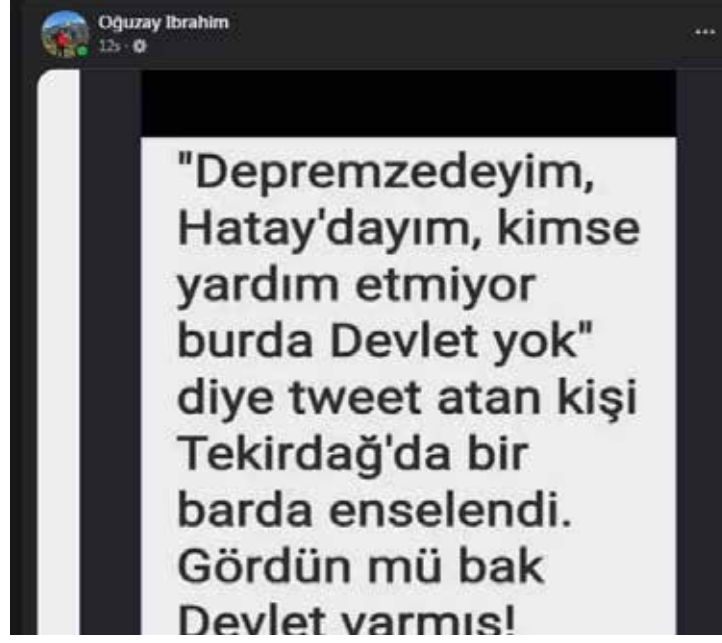 Oğuzay Ibrahim
12s
"Depremzedeyim,
Hatay'dayım, kimse
yardım etmiyor
burda Devlet yok"
diye tweet atan kişi
Tekirdağ'da bir
barda enselendi.
Gördün mü bak
Devlet varmış!